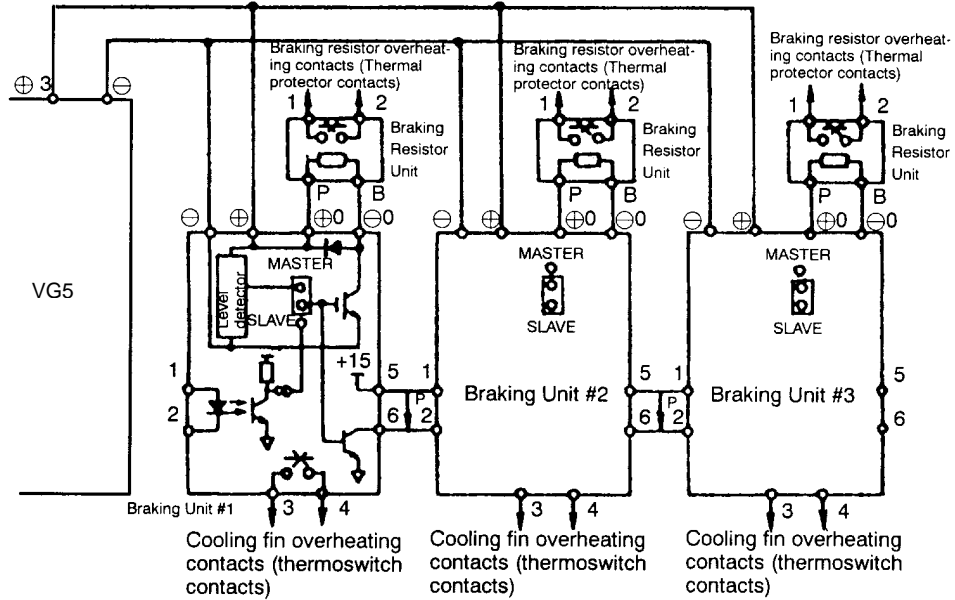 ⊕ 3 ⊖
VG5
Braking resistor overheat-
ing contacts (Thermal
protector contacts)
1 2
Braking
Resistor
Unit
P B
⊖ ⊕ ⊕0 ⊖0
MASTER
Level
detector
SLAVE
+15
1
2
5
6
P
3 4
Braking Unit #1
Cooling fin overheating
contacts (thermoswitch
contacts)
Braking resistor overheat-
ing contacts (Thermal
protector contacts)
1 2
Braking
Resistor
Unit
P B
⊖ ⊕ ⊕0 ⊖0
MASTER
SLAVE
1
2
Braking Unit #2
5
6
P
3 4
Cooling fin overheating
contacts (thermoswitch
contacts)
Braking resistor overheat-
ing contacts (Thermal
protector contacts)
1 2
Braking
Resistor
Unit
P B
⊖ ⊕ ⊕0 ⊖0
MASTER
SLAVE
1
2
Braking Unit #3
5
6
3 4
Cooling fin overheating
contacts (thermoswitch
contacts)